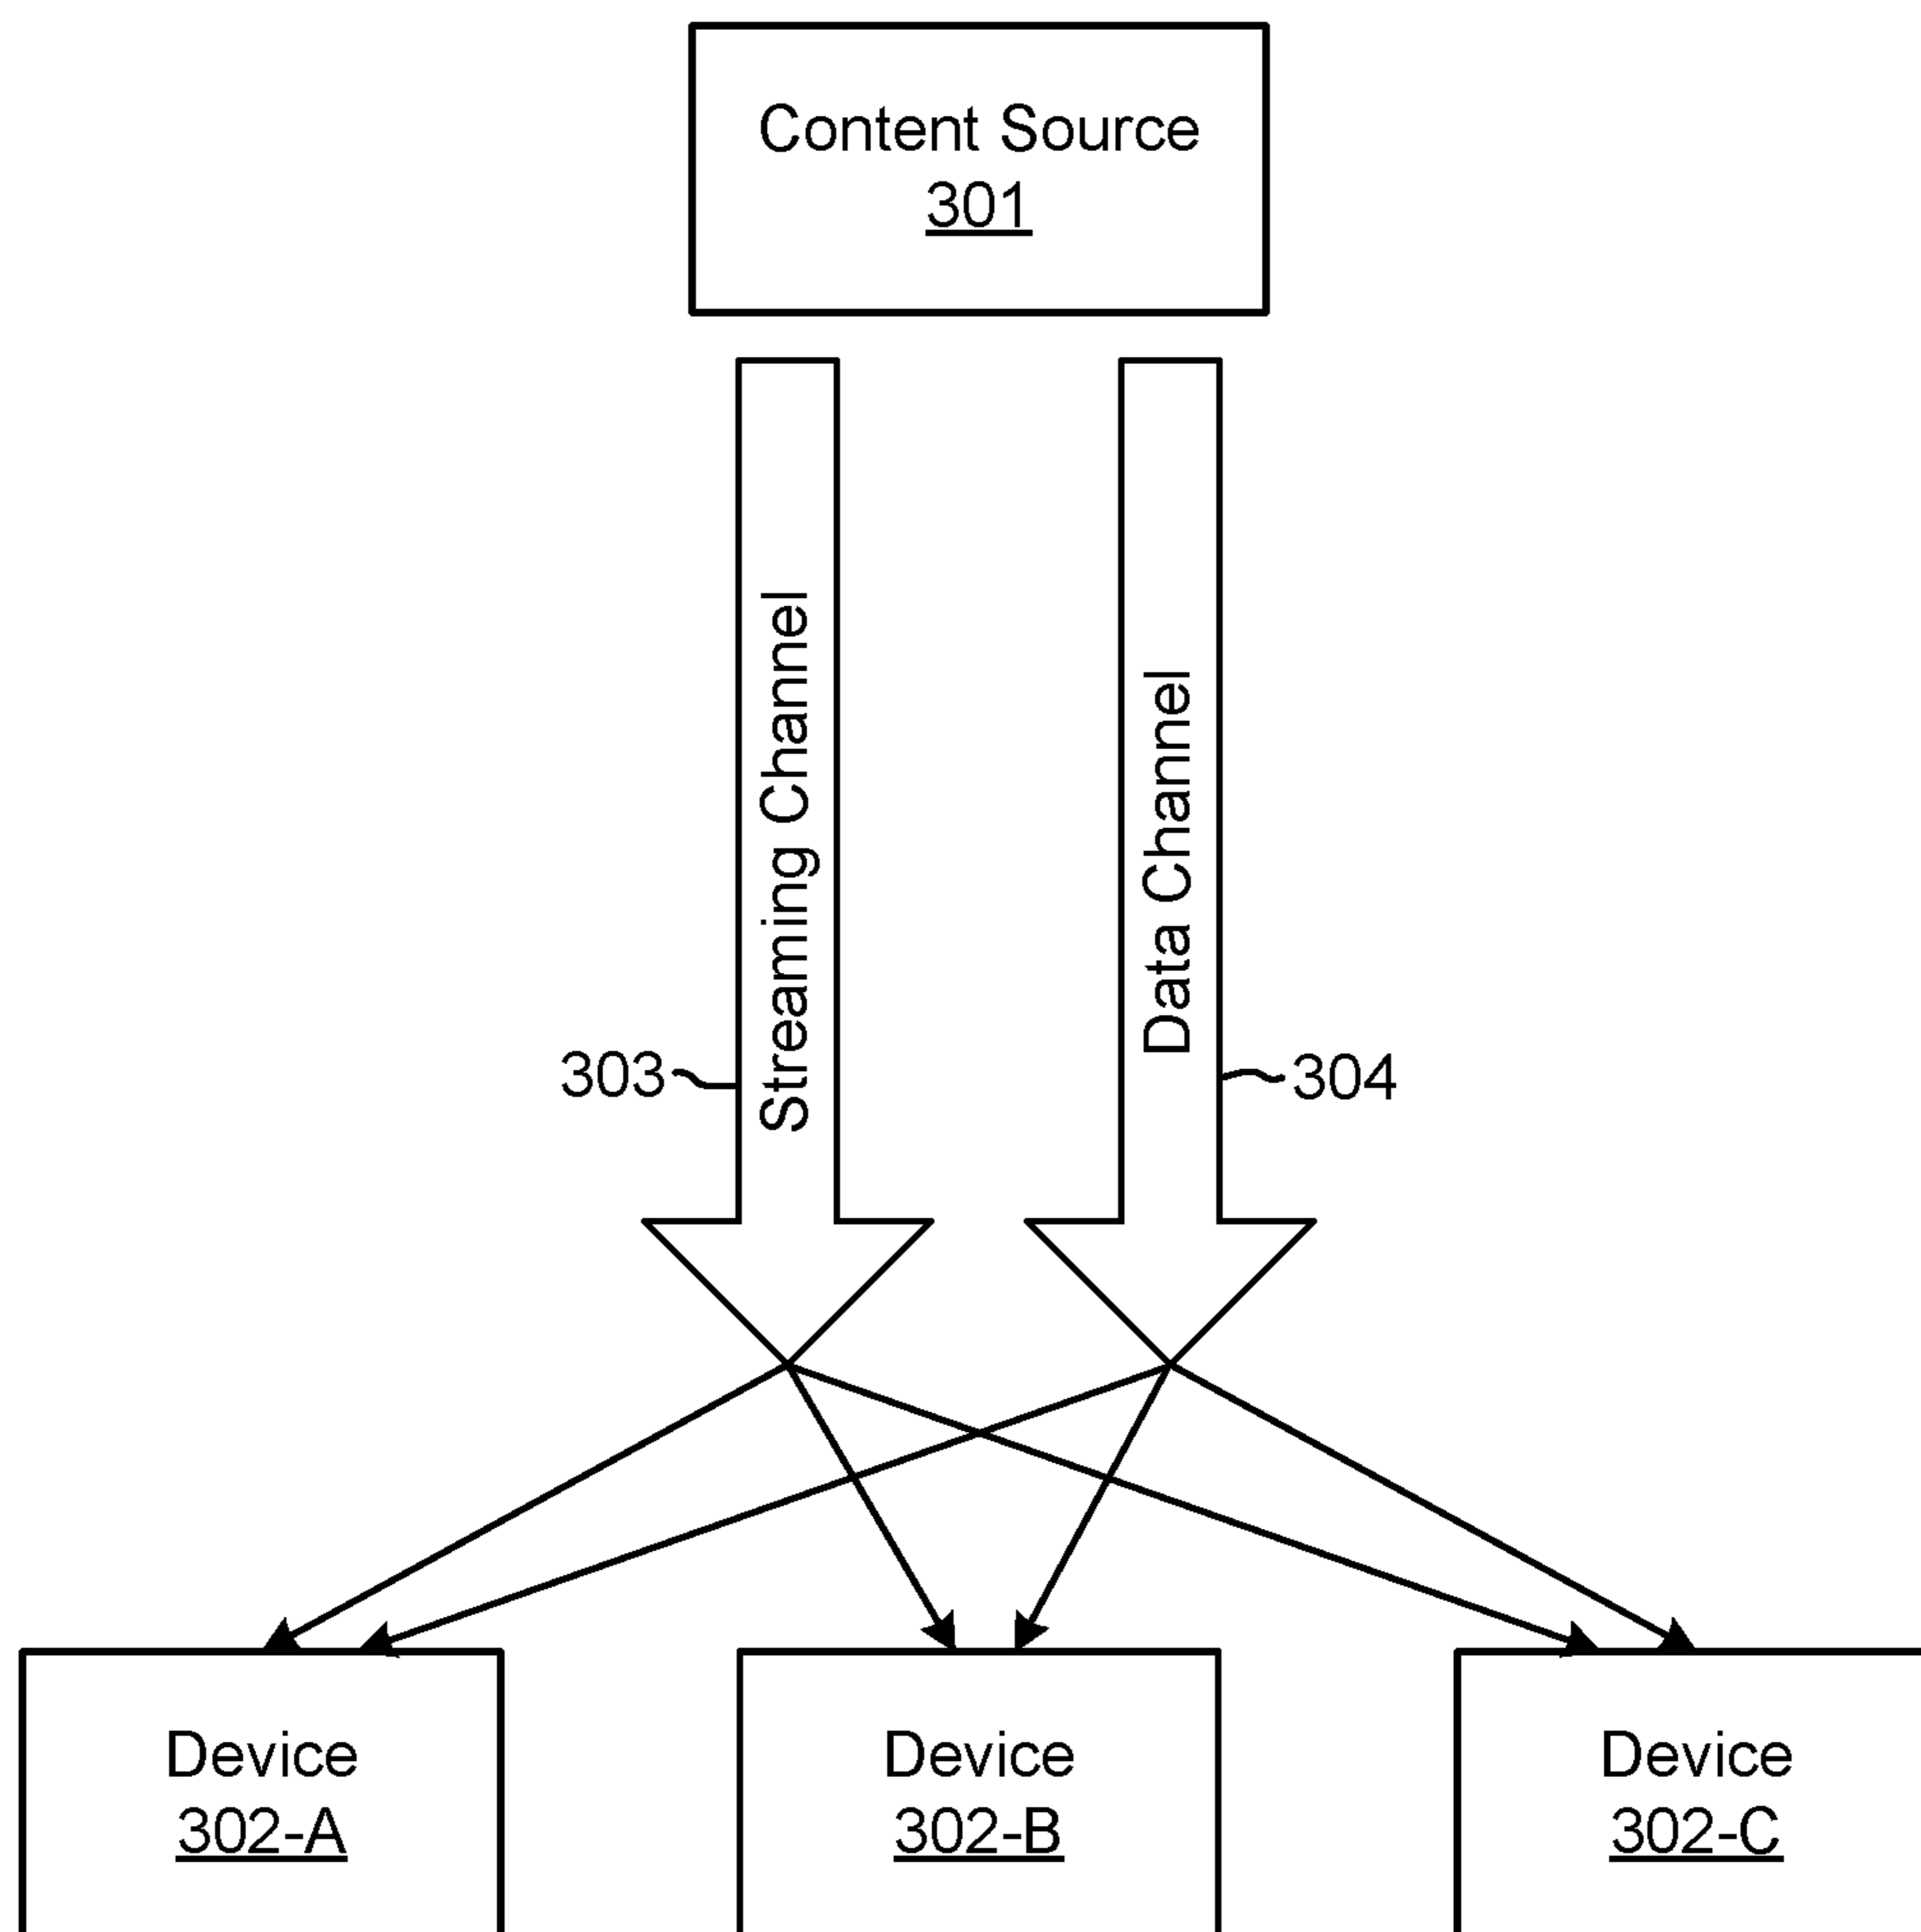 Content Source
301
Streaming Channel
Data Channel
303
304
Device
302-A
Device
302-B
Device
302-C